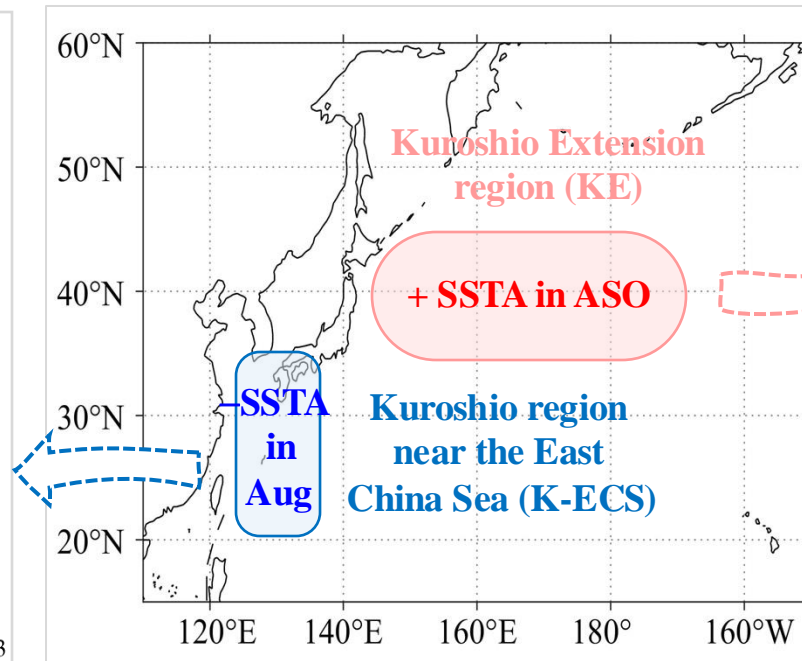 60°N
Kuroshio Extension
50°N
region (KE)
40°N
+ SSTA in ASO
30°N
–SSTA
in
Aug
Kuroshio region
near the East
China Sea (K-ECS)
20°N
120°E 140°E 160°E 180° 160°W
3